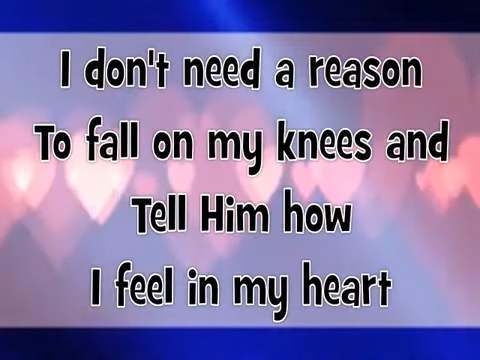 I don't need a reason
To fall on my knees and
Tell Him how
I feel in my heart